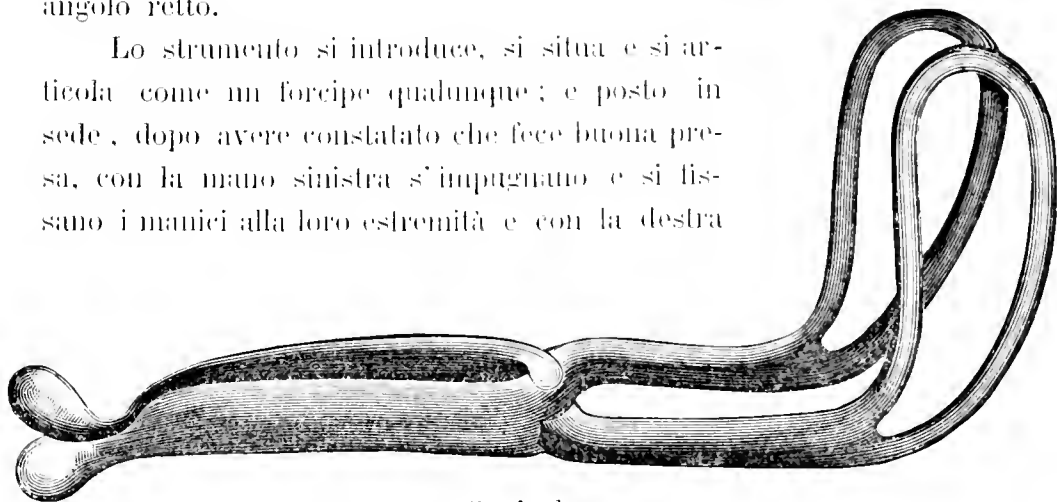 angolo retto.
Lo strumento si introduce, si situa e si ar-
ticola come un forcipe qualunque; e posto in
sede, dopo avere constatato che fece buona pre-
sa, con la mano sinistra s'impugnano e si fis-
sano i manici alla loro estremità e con la destra